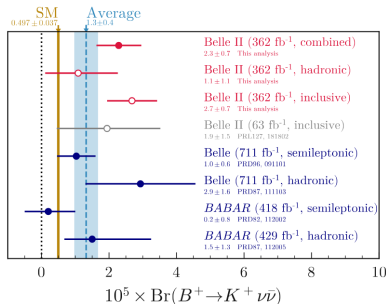 SM
Average
0.497 ± 0.037
1.3±0.4
Belle II (362 fb⁻¹, combined)
2.3±0.7 This analysis
Belle II (362 fb⁻¹, hadronic)
1.1±1.1 This analysis
Belle II (362 fb⁻¹, inclusive)
2.7±0.7 This analysis
Belle II (63 fb⁻¹, inclusive)
1.9±1.5 PRL127, 181802
Belle (711 fb⁻¹, semileptonic)
1.0±0.6 PRD96, 091101
Belle (711 fb⁻¹, hadronic)
2.9±1.6 PRD87, 111103
BABAR (418 fb⁻¹, semileptonic)
0.2±0.8 PRD82, 112002
BABAR (429 fb⁻¹, hadronic)
1.5±1.3 PRD87, 112005
0 2 4 6 8 10
10⁵ × Br(B⁺→K⁺νν̄)